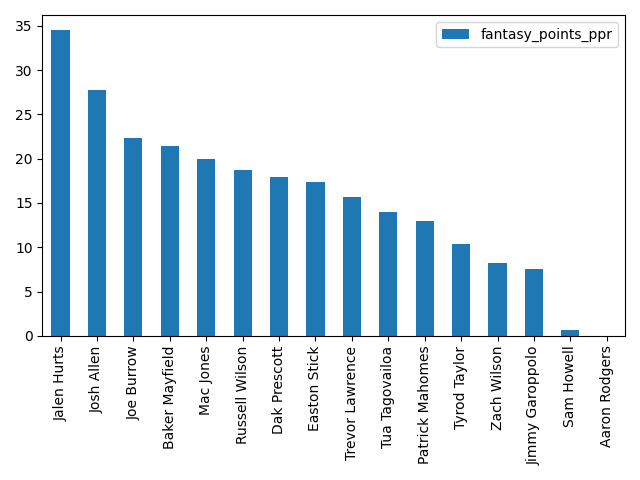 fantasy_points_ppr
35
30
25
20
15
10
5
0
Jalen Hurts
Josh Allen
Joe Burrow
Baker Mayfield
Mac Jones
Russell Wilson
Dak Prescott
Easton Stick
Trevor Lawrence
Tua Tagovailoa
Patrick Mahomes
Tyrod Taylor
Zach Wilson
Jimmy Garoppolo
Sam Howell
Aaron Rodgers